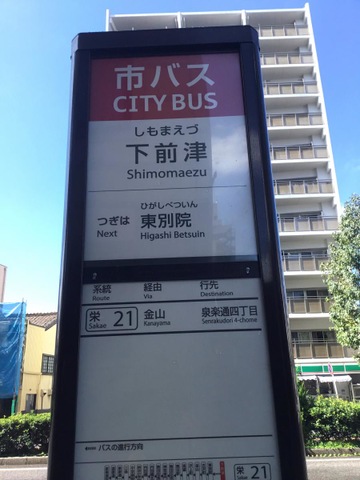 市バス
CITY BUS
しもまえづ
下前津
Shimomaezu
ひがしべついん
つぎは 東別院
Next Higashi Betsuin
系統 経由 行先
Route Via Destination
栄 21 金山 泉楽通四丁目
Sakae Kanayama Senrakudori 4-chome
←バスの進行方向
栄 21